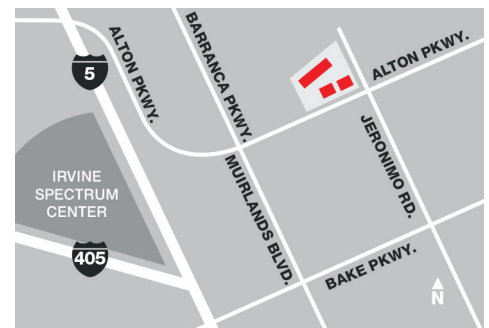 ALTON PKWY.
BARRANCA PKWY.
ALTON PKWY.
5
JERONIMO RD.
IRVINE
SPECTRUM
CENTER
MUIRLANDS BLVD.
405
BAKE PKWY.
N